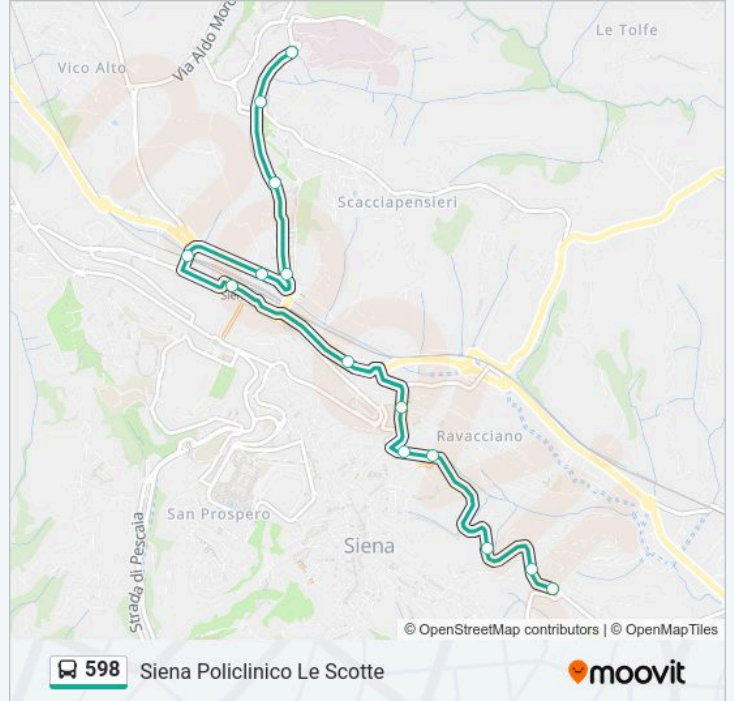 Le Tolfe
Via Aldo Moro
Vico Alto
Scacciapensieri
Ravacciano
San Prospero
Siena
Strada di Pescaia
© OpenStreetMap contributors | © OpenMapTiles
598 Siena Policlinico Le Scotte
moovit